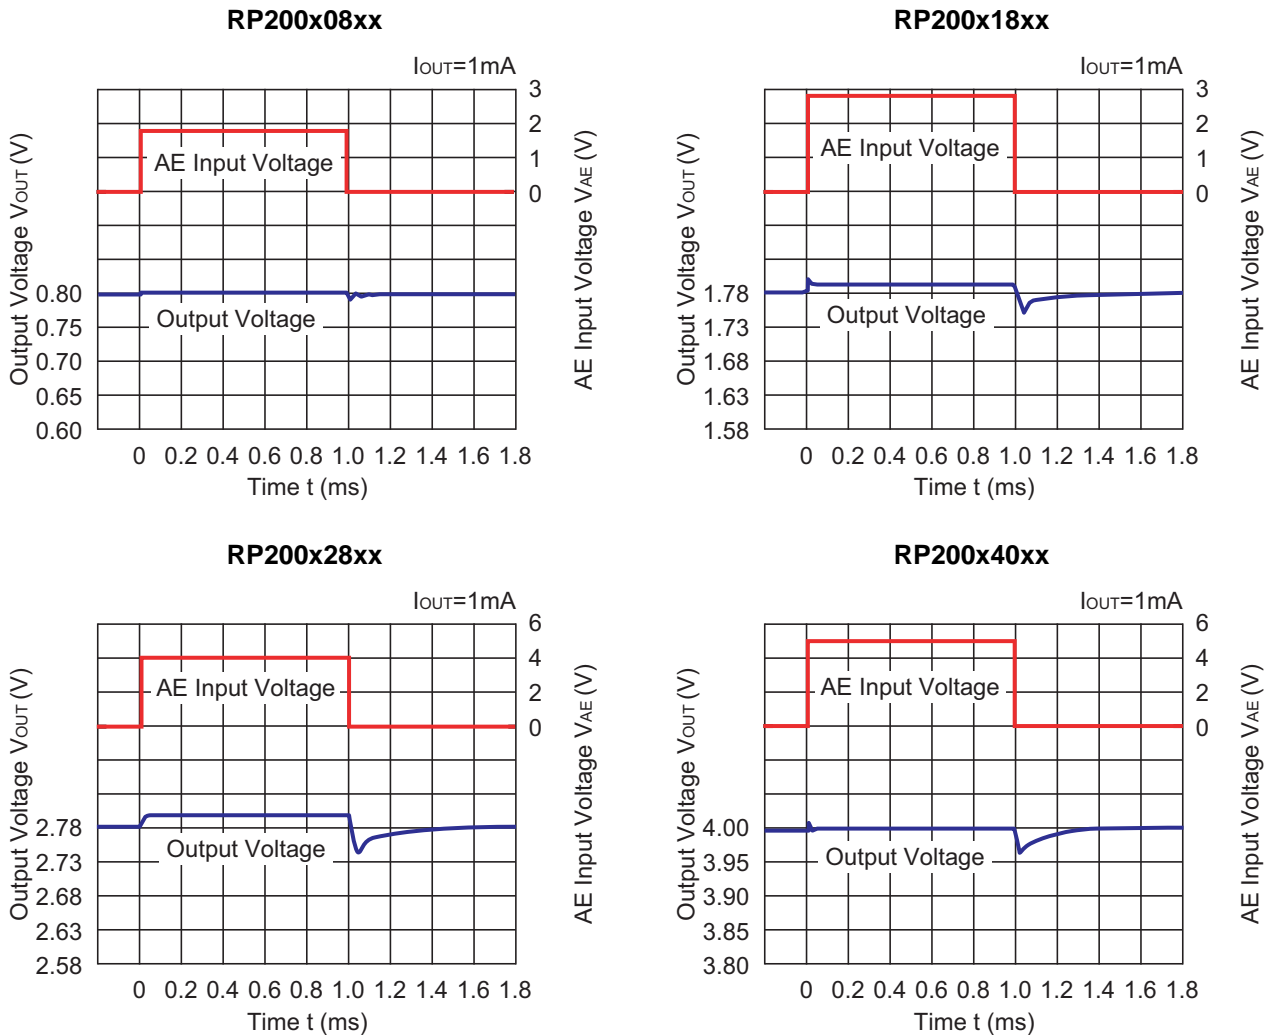 RP200x08xx
IOUT=1mA
Output Voltage VOUT (V)
0.80
0.75
0.70
0.65
0.60
AE Input Voltage
Output Voltage
3
2
1
0
AE Input Voltage VAE (V)
0 0.2 0.4 0.6 0.8 1.0 1.2 1.4 1.6 1.8
Time t (ms)
RP200x18xx
IOUT=1mA
Output Voltage VOUT (V)
1.78
1.73
1.68
1.63
1.58
AE Input Voltage
Output Voltage
3
2
1
0
AE Input Voltage VAE (V)
0 0.2 0.4 0.6 0.8 1.0 1.2 1.4 1.6 1.8
Time t (ms)
RP200x28xx
IOUT=1mA
Output Voltage VOUT (V)
2.78
2.73
2.68
2.63
2.58
AE Input Voltage
Output Voltage
6
4
2
0
AE Input Voltage VAE (V)
0 0.2 0.4 0.6 0.8 1.0 1.2 1.4 1.6 1.8
Time t (ms)
RP200x40xx
IOUT=1mA
Output Voltage VOUT (V)
4.00
3.95
3.90
3.85
3.80
AE Input Voltage
Output Voltage
6
4
2
0
AE Input Voltage VAE (V)
0 0.2 0.4 0.6 0.8 1.0 1.2 1.4 1.6 1.8
Time t (ms)